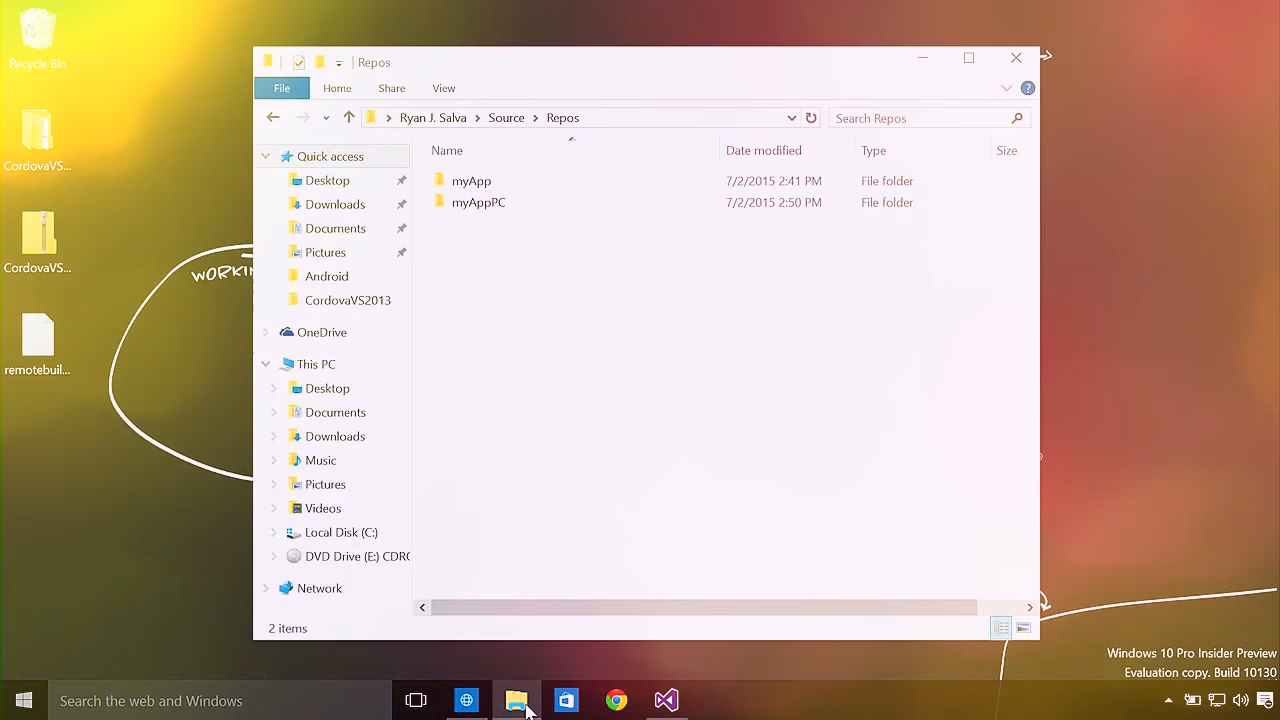 Recycle Bin
CordovaVS...
CordovaVS...
remotebuil...
Repos
File Home Share View
Ryan J. Salva > Source > Repos
Search Repos
Name Date modified Type Size
myApp 7/2/2015 2:41 PM File folder
myAppPC 7/2/2015 2:50 PM File folder
Quick access
Desktop
Downloads
Documents
Pictures
Android
CordovaVS2013
OneDrive
This PC
Desktop
Documents
Downloads
Music
Pictures
Videos
Local Disk (C:)
DVD Drive (E:) CDRO
Network
2 items
WORKIN
Windows 10 Pro Insider Preview
Evaluation copy. Build 10130
Search the web and Windows